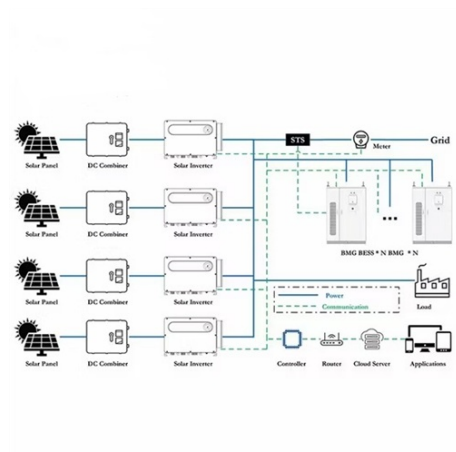 STS
Meter
Grid
Solar Panel
DC Combiner
Solar Inverter
Solar Panel
DC Combiner
Solar Inverter
BMG BESS * N BMG * N
Solar Panel
DC Combiner
Solar Inverter
Power
Communication
Load
Solar Panel
DC Combiner
Solar Inverter
Controller
Router
Cloud Server
Applications